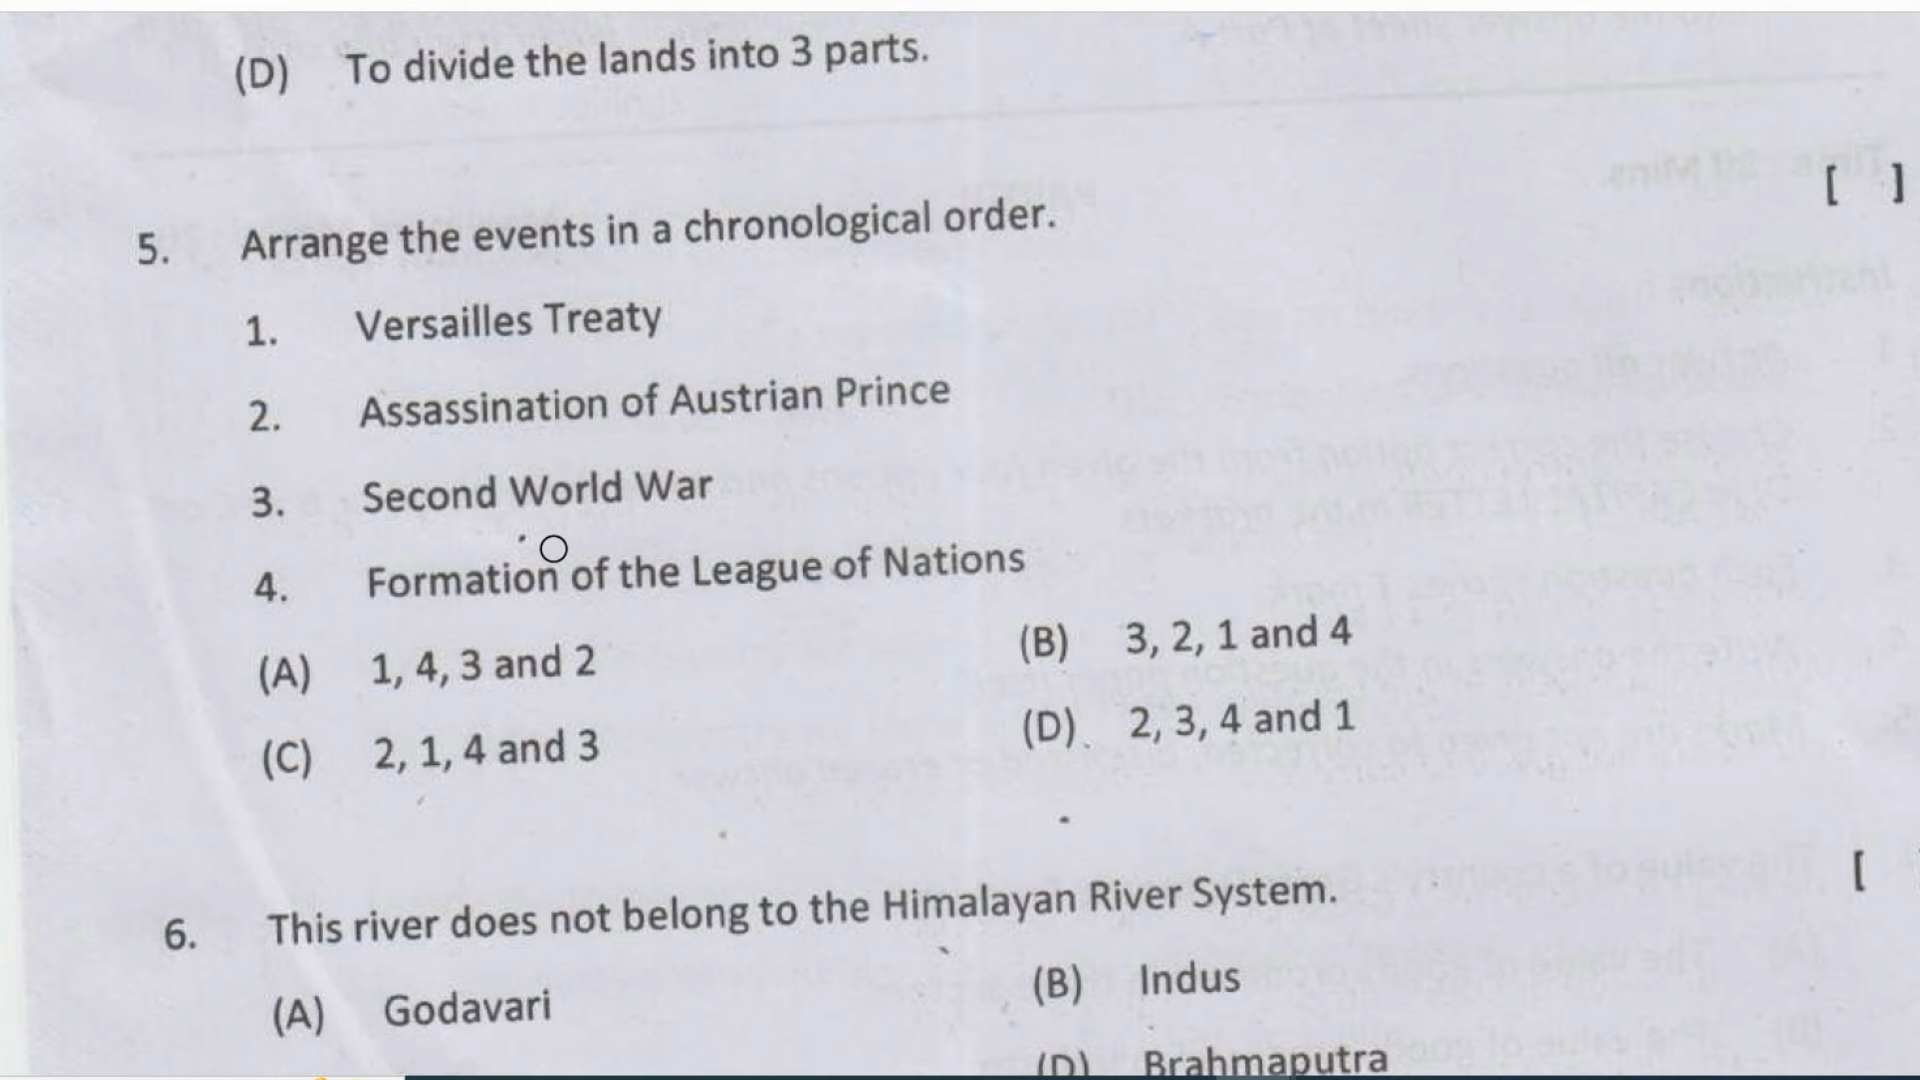 (D) To divide the lands into 3 parts.
5. Arrange the events in a chronological order. [ ]
1. Versailles Treaty
2. Assassination of Austrian Prince
3. Second World War
4. Formation of the League of Nations
(A) 1, 4, 3 and 2 (B) 3, 2, 1 and 4
(C) 2, 1, 4 and 3 (D) 2, 3, 4 and 1
6. This river does not belong to the Himalayan River System. [
(A) Godavari (B) Indus
(D) Brahmaputra